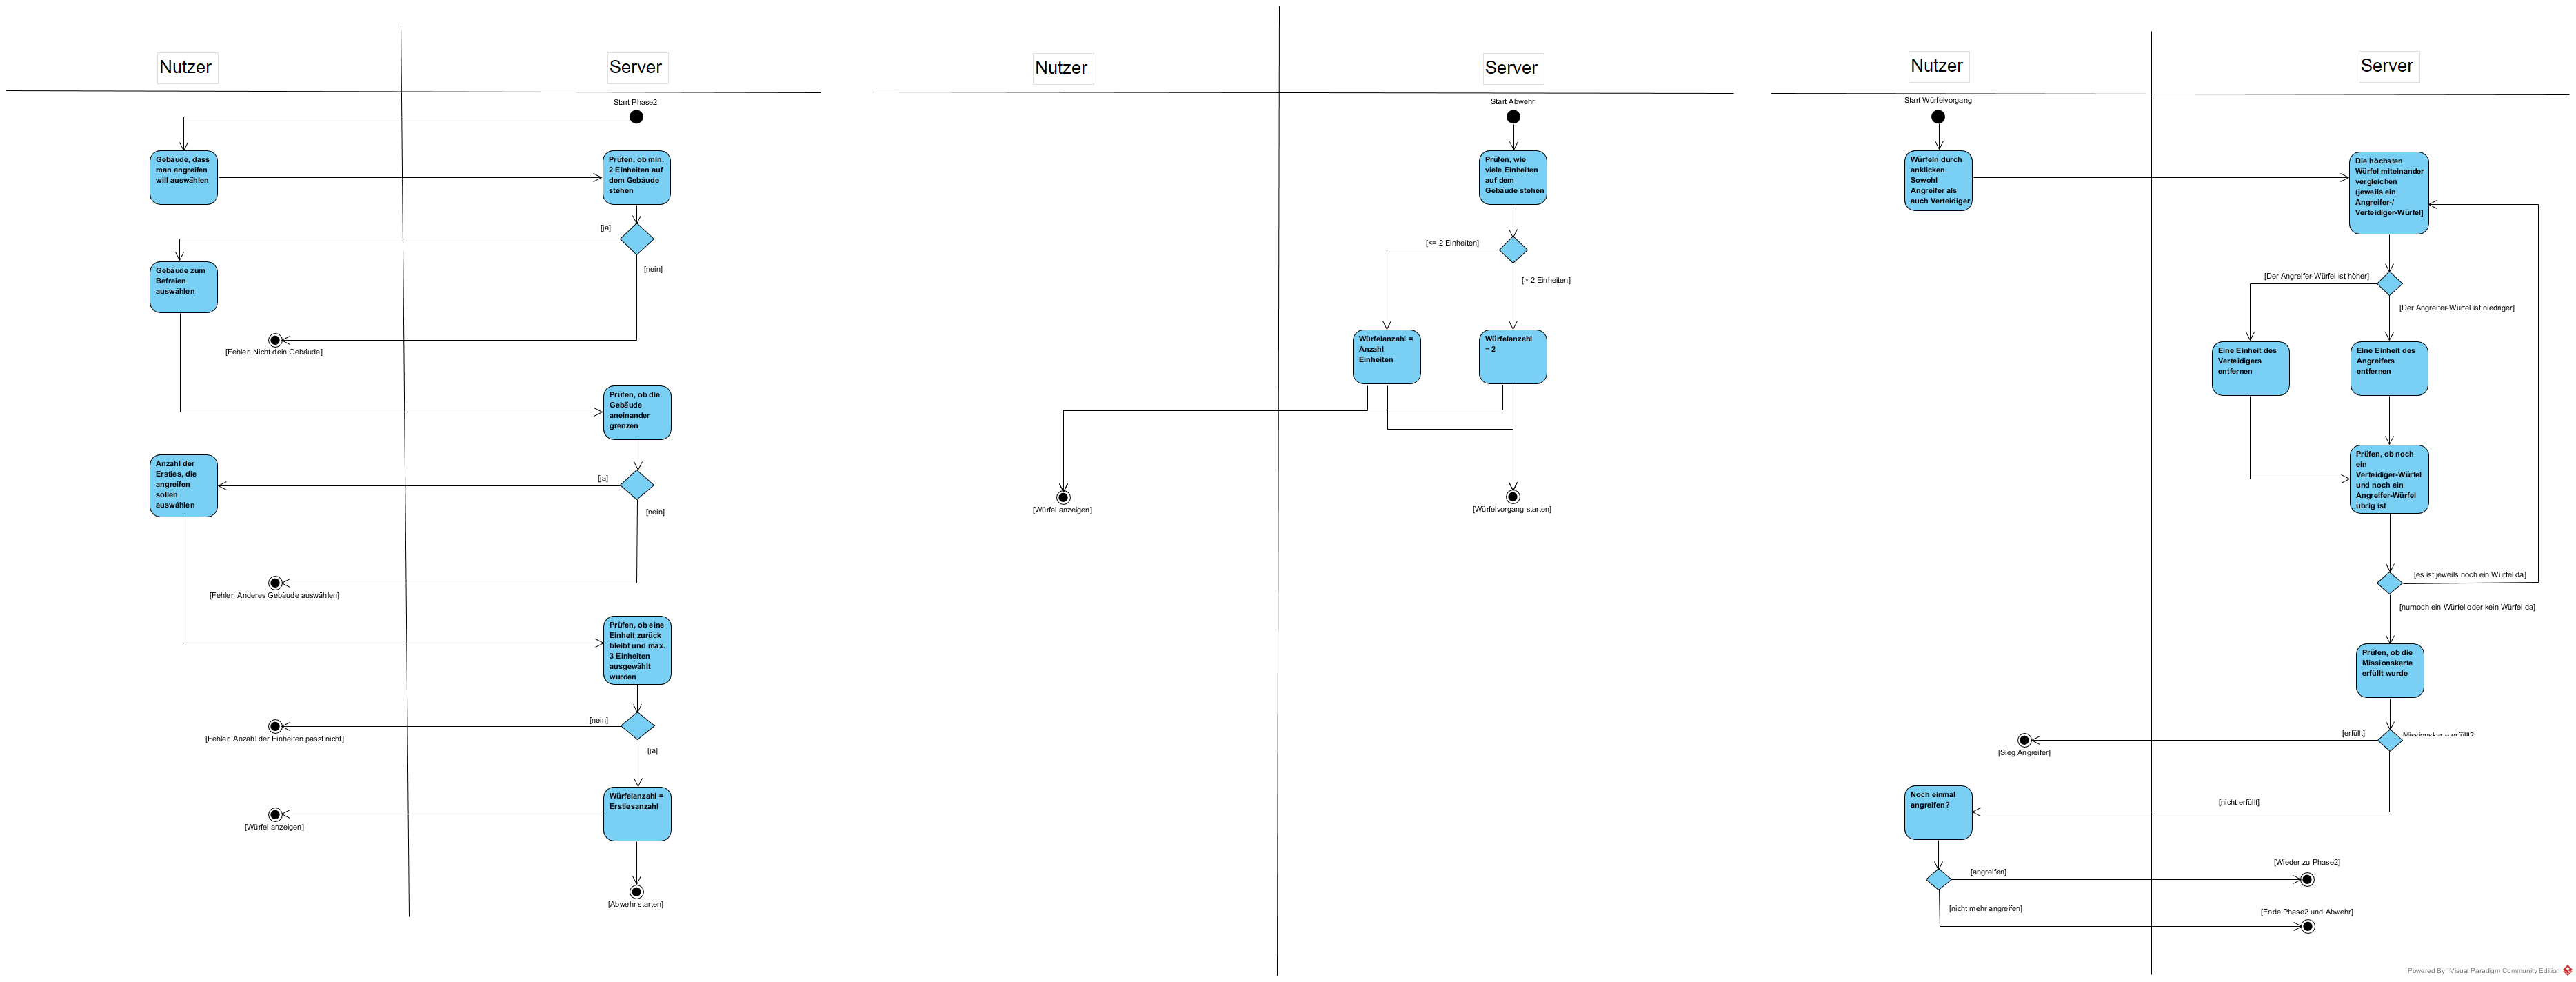 Nutzer
Server
Start Phase2
Gebäude, dass
man angreifen
will auswählen
Prüfen, ob min.
2 Einheiten auf
dem Gebäude
stehen
[ja]
[nein]
Gebäude zum
Befreien
auswählen
[Fehler: Nicht dein Gebäude]
Prüfen, ob die
Gebäude
aneinander
grenzen
Anzahl der
Ersties, die
angreifen
sollen
auswählen
[ja]
[nein]
[Fehler: Anderes Gebäude auswählen]
Prüfen, ob eine
Einheit zurück
bleibt und max.
3 Einheiten
ausgewählt
wurden
[nein]
[Fehler: Anzahl der Einheiten passt nicht]
[ja]
Würfelanzahl =
Erstiesanzahl
[Würfel anzeigen]
[Abwehr starten]
Nutzer
Server
Start Abwehr
Prüfen, wie
viele Einheiten
auf dem
Gebäude stehen
[<= 2 Einheiten]
[> 2 Einheiten]
Würfelanzahl =
Anzahl
Einheiten
Würfelanzahl
= 2
[Würfel anzeigen]
[Würfelvorgang starten]
Nutzer
Server
Start Würfelvorgang
Würfeln durch
anklicken.
Sowohl
Angreifer als
auch Verteidiger
Die höchsten
Würfel miteinander
vergleichen
(jeweils ein
Angreifer-/
Verteidiger-Würfel]
[Der Angreifer-Würfel ist höher]
[Der Angreifer-Würfel ist niedriger]
Eine Einheit des
Verteidigers
entfernen
Eine Einheit des
Angreifers
entfernen
Prüfen, ob noch
ein
Verteidiger-Würfel
und noch ein
Angreifer-Würfel
übrig ist
[es ist jeweils noch ein Würfel da]
[nurnoch ein Würfel oder kein Würfel da]
Prüfen, ob die
Missionskarte
erfüllt wurde
[erfüllt]
Missionskarte erfüllt?
[Sieg Angreifer]
Noch einmal
angreifen?
[nicht erfüllt]
[Wieder zu Phase2]
[angreifen]
[nicht mehr angreifen]
[Ende Phase2 und Abwehr]
Powered By Visual Paradigm Community Edition